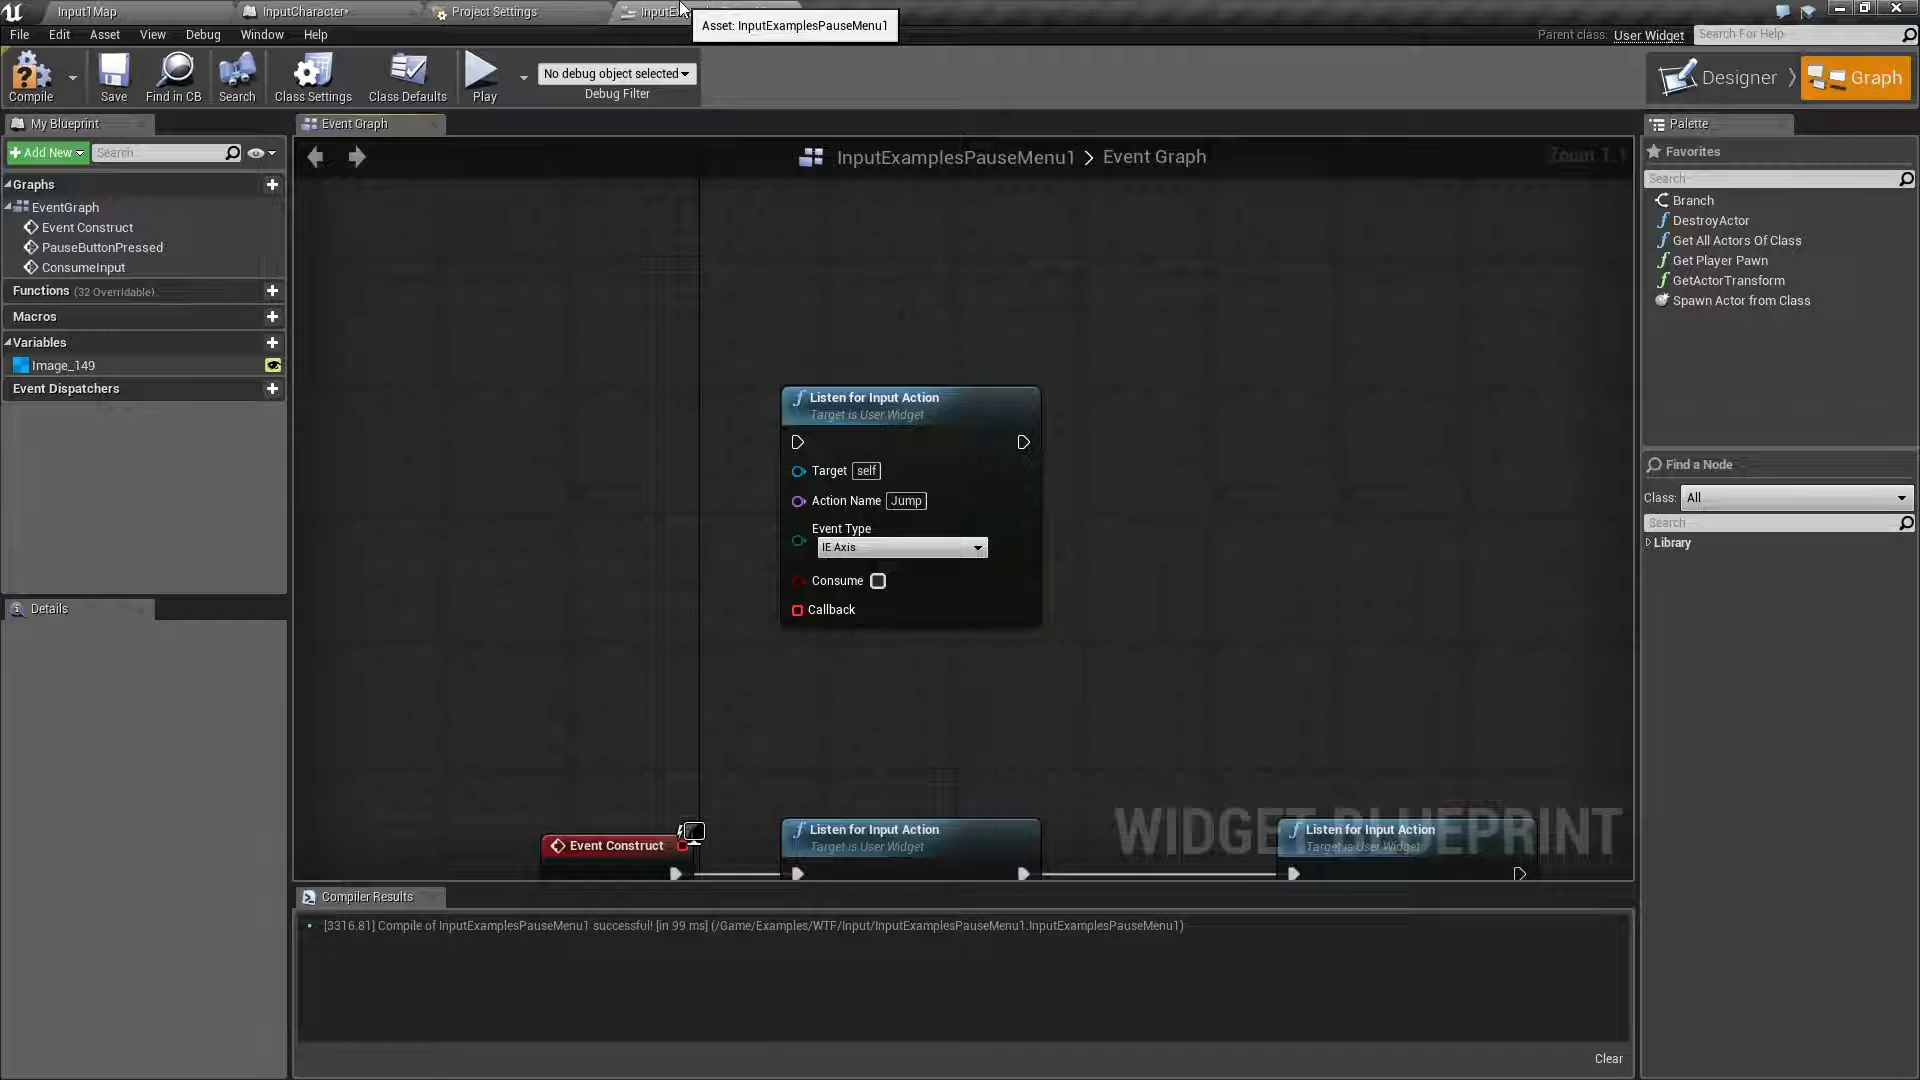 Input1Map
InputCharacter*
Project Settings
Asset: InputExamplesPauseMenu1
File Edit Asset View Debug Window Help
Parent class: User Widget
Search For Help
Compile
Save
Find in CB
Search
Class Settings
Class Defaults
Play
No debug object selected
Debug Filter
Designer
Graph
My Blueprint
Add New
Search
Graphs
EventGraph
Event Construct
PauseButtonPressed
ConsumeInput
Functions (32 Overridable)
Macros
Variables
Image_149
Event Dispatchers
Details
Event Graph
InputExamplesPauseMenu1 > Event Graph
Zoom 1:1
Listen for Input Action
Target is User Widget
Target self
Action Name Jump
Event Type
IE Axis
Consume
Callback
Event Construct
Listen for Input Action
Target is User Widget
Listen for Input Action
Target is User Widget
WIDGET BLUEPRINT
Compiler Results
[3316.81] Compile of InputExamplesPauseMenu1 successful! [in 99 ms] (/Game/Examples/WTF/Input/InputExamplesPauseMenu1.InputExamplesPauseMenu1)
Clear
Palette
Favorites
Search
Branch
DestroyActor
Get All Actors Of Class
Get Player Pawn
GetActorTransform
Spawn Actor from Class
Find a Node
Class: All
Search
Library